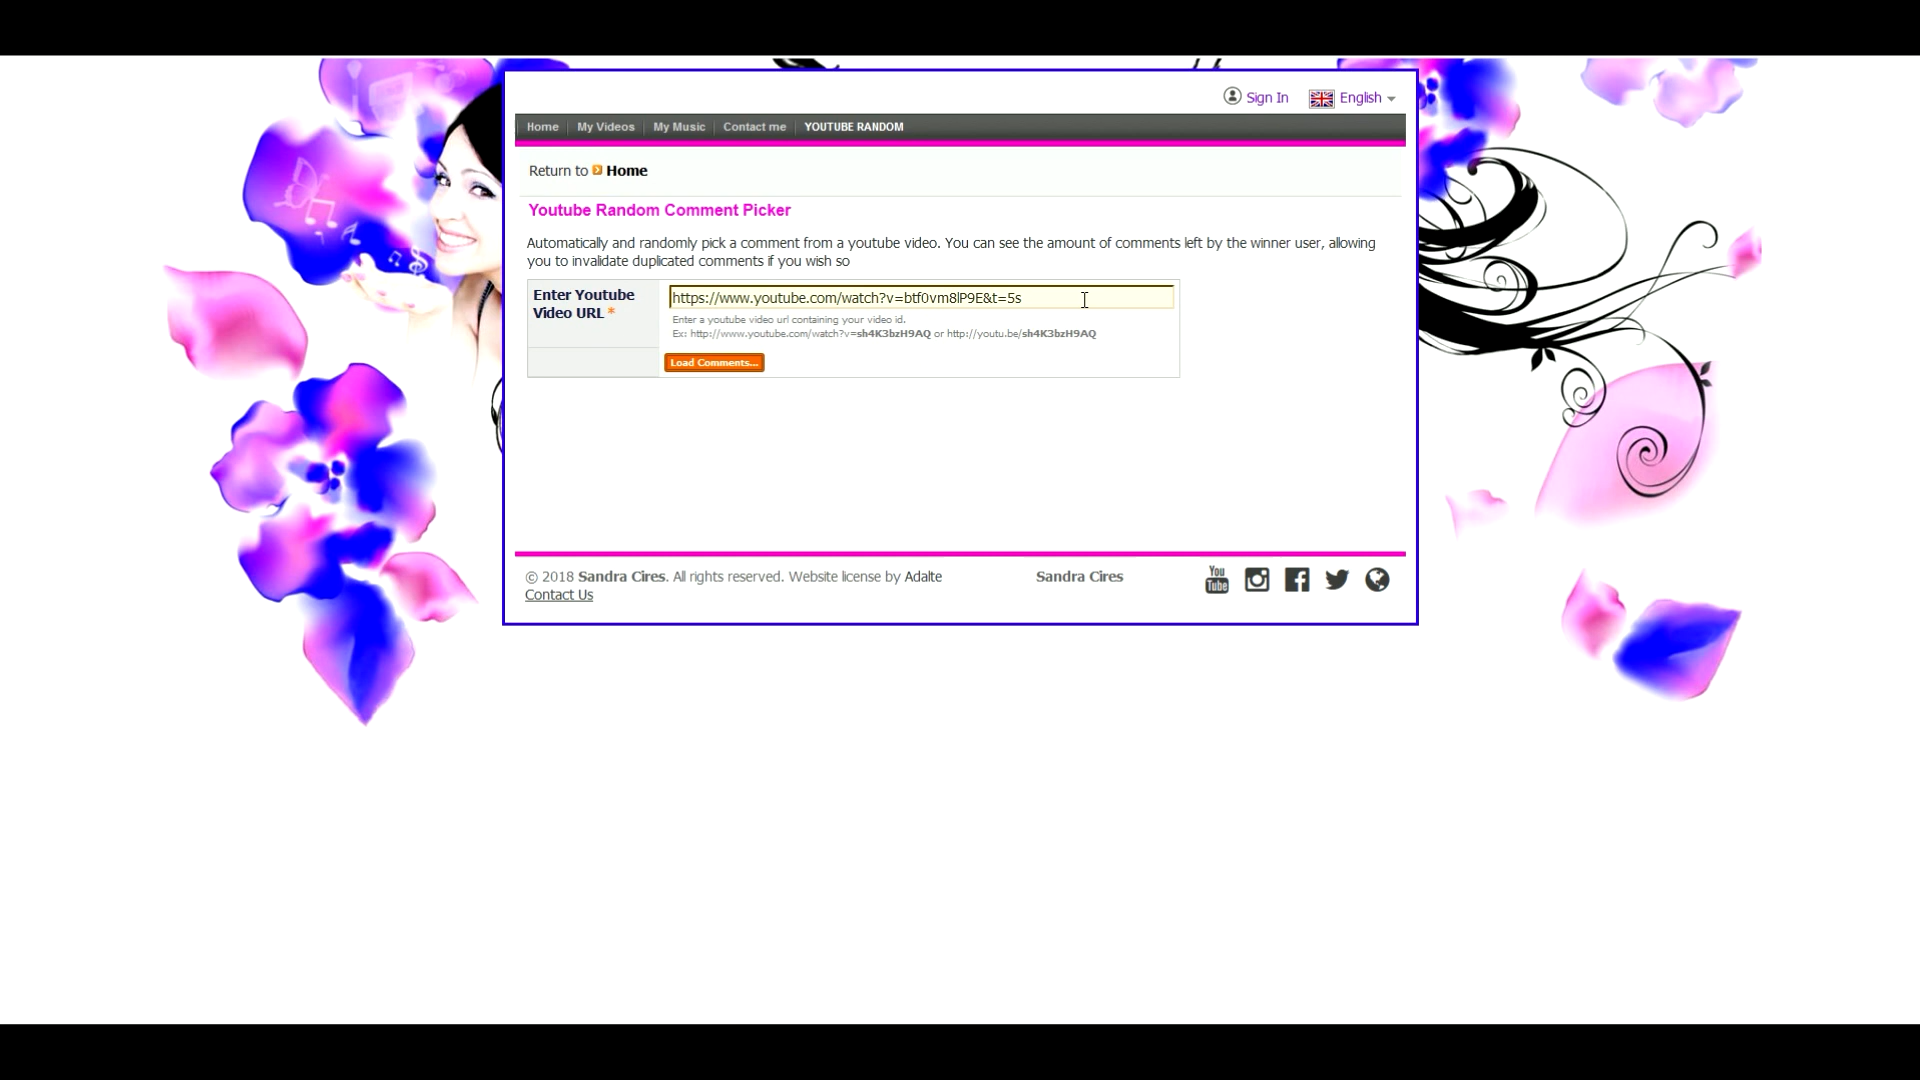 Sign In English
Home My Videos My Music Contact me YOUTUBE RANDOM
Return to Home
Youtube Random Comment Picker
Automatically and randomly pick a comment from a youtube video. You can see the amount of comments left by the winner user, allowing
you to invalidate duplicated comments if you wish so
Enter Youtube
Video URL *
https://www.youtube.com/watch?v=btf0vm8lP9E&t=5s
Enter a youtube video url containing your video id.
Ex: http://www.youtube.com/watch?v=sh4K3bzH9AQ or http://youtu.be/sh4K3bzH9AQ
Load Comments...
© 2018 Sandra Cires. All rights reserved. Website license by Adalte
Contact Us
Sandra Cires
You
Tube